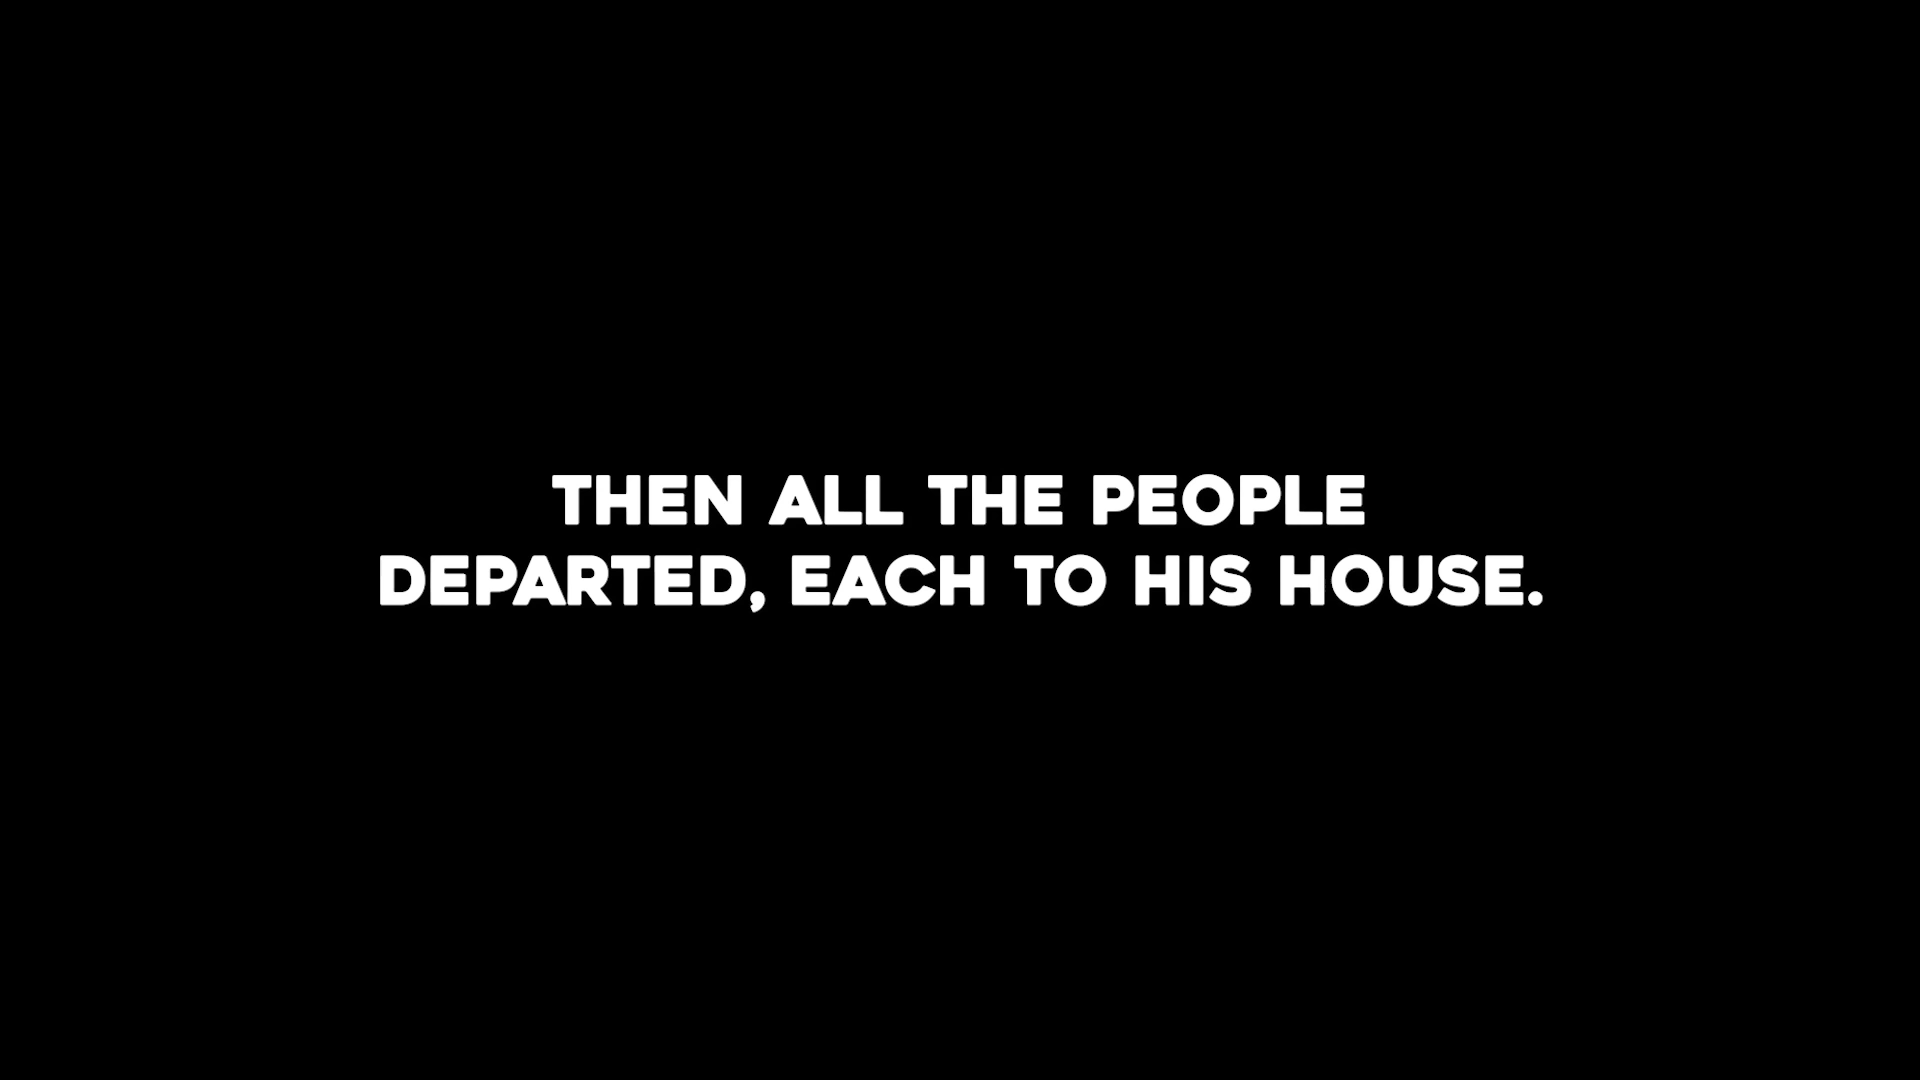 THEN ALL THE PEOPLE
DEPARTED, EACH TO HIS HOUSE.